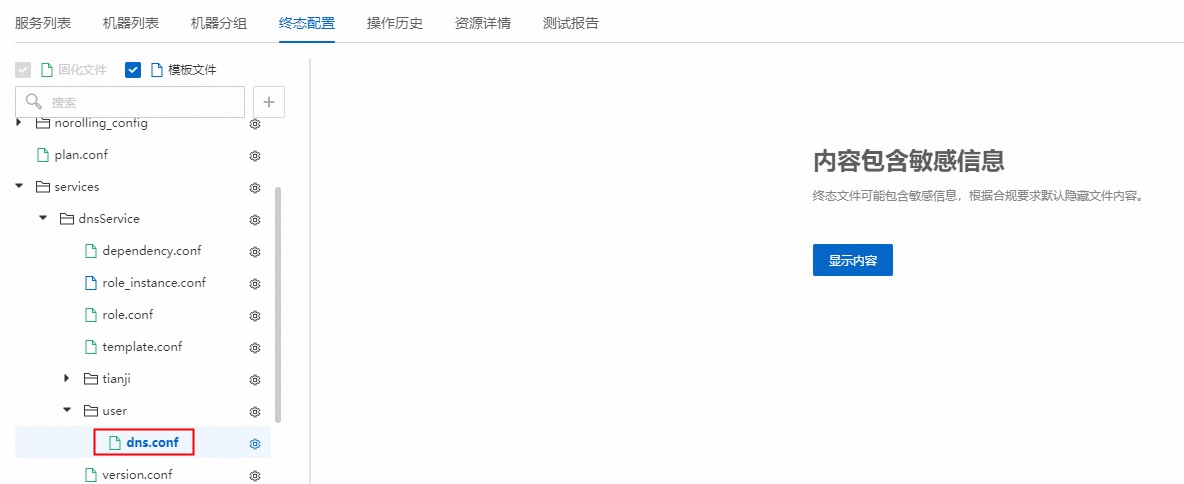 服务列表 机器列表 机器分组 终态配置 操作历史 资源详情 测试报告
固化文件 模板文件
搜索
norolling_config
plan.conf
services
dnsService
dependency.conf
role_instance.conf
role.conf
template.conf
tianji
user
dns.conf
version.conf
内容包含敏感信息
终态文件可能包含敏感信息，根据合规要求默认隐藏文件内容。
显示内容